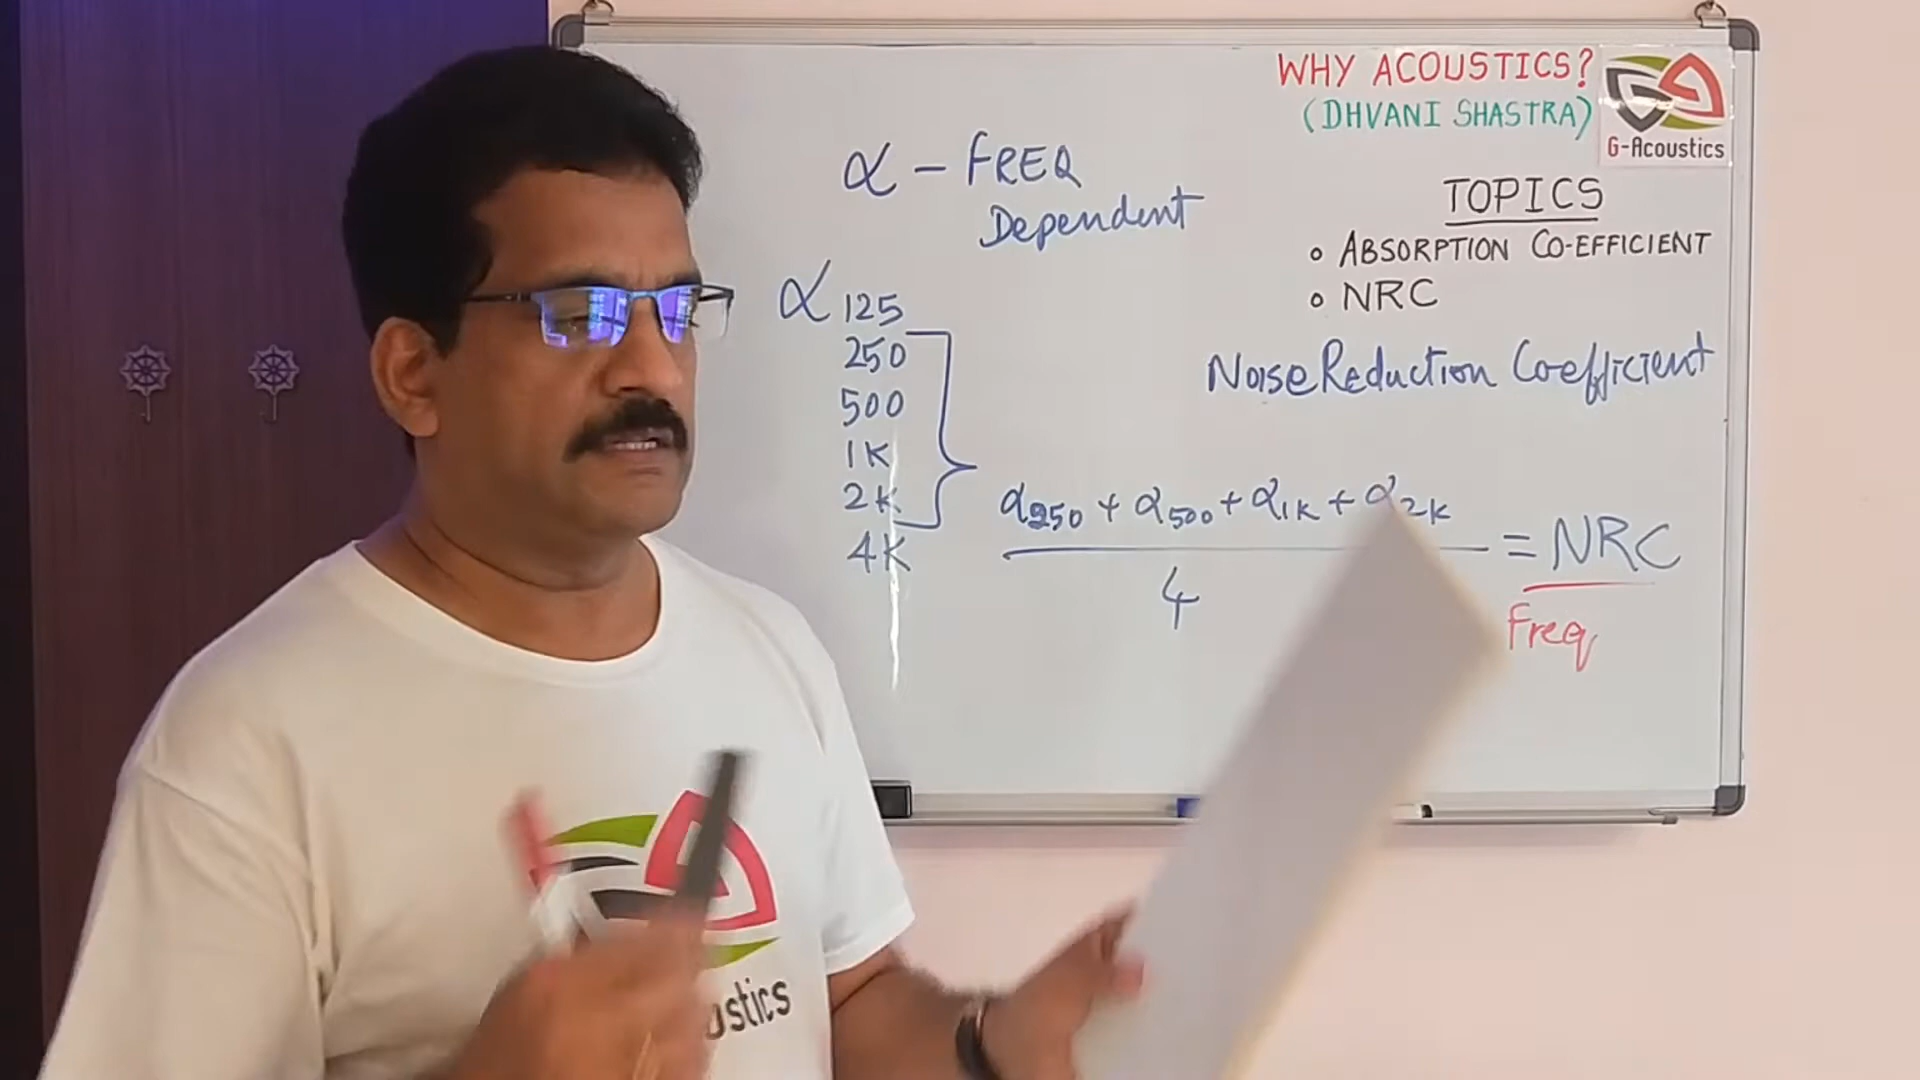 WHY ACOUSTICS?
(DHVANI SHASTRA)
G-Acoustics
TOPICS
• ABSORPTION CO-EFFICIENT
• NRC
Noise Reduction Coefficient
α - FREQ
Dependent
α 125
250
500
1K
2K
4K
α250 + α500 + α1K + α2K
4
= NRC
Freq
ustics